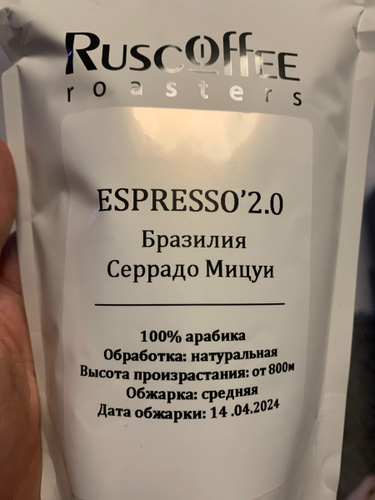 RUSCOFFEE
roasters
ESPRESSO'2.0
Бразилия
Серрадо Мицуи
100% арабика
Обработка: натуральная
Высота произрастания: от 800м
Обжарка: средняя
Дата обжарки: 14 .04.2024